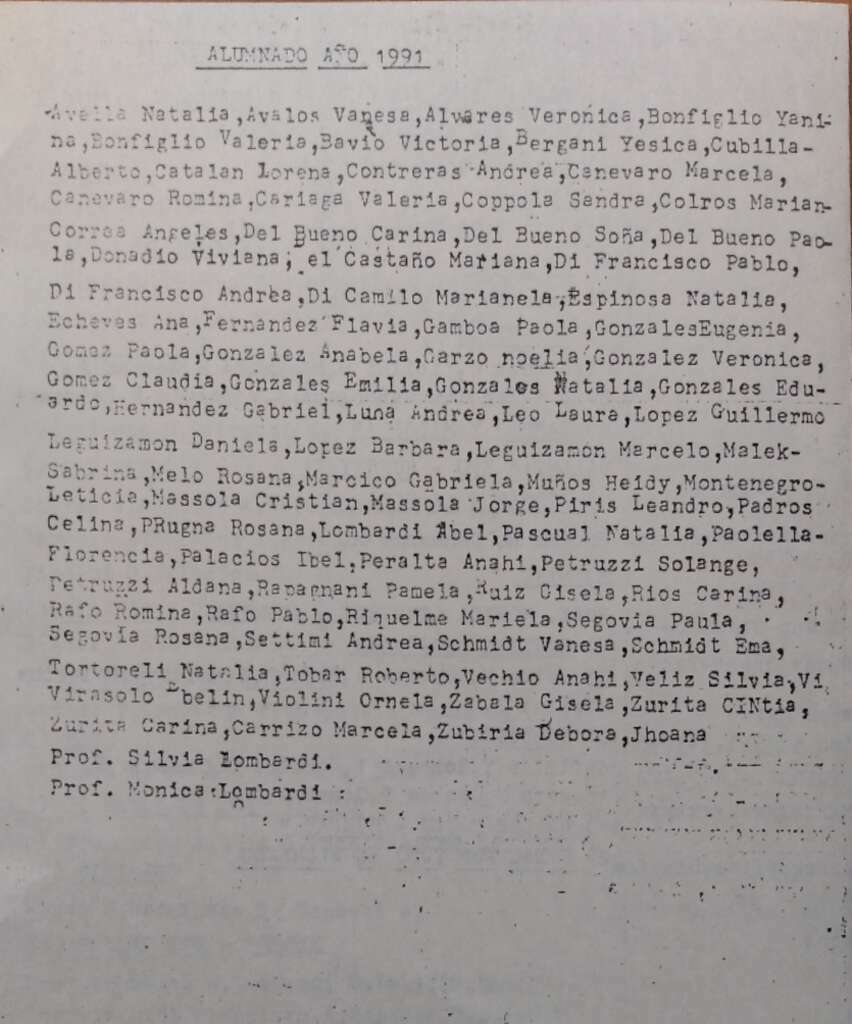 ALUMNADO AÑO 1991
Avella Natalia,Avalos Vanesa,Alvares Veronica,Bonfiglio Yani-
na,Bonfiglio Valeria,Bavio Victoria,Bergani Yesica,Cubilla-
Alberto,Catalan Lorena,Contreras Andrea,Canevaro Marcela,
Canevaro Romina,Cariaga Valeria,Coppola Sandra,Colros Marian-
Correa Angeles,Del Bueno Carina,Del Bueno Soña,Del Bueno Pao-
la,Donadio Viviana, el Castaño Mariana,Di Francisco Pablo,
Di Francisco Andrea,Di Camilo Marianela,Espinosa Natalia,
Echeves Ana,Fernandez Flavia,Gamboa Paola,GonzalesEugenia,
Gomez Paola,Gonzalez Anabela,Garzo noelia,Gonzalez Veronica,
Gomez Claudia,Gonzales Emilia,Gonzales Natalia,Gonzales Edu-
ardo,Hernandez Gabriel,Luna Andrea,Leo Laura,Lopez Guillermo
Leguizamon Daniela,Lopez Barbara,Leguizamon Marcelo,Malek-
Sabrina,Melo Rosana,Marcico Gabriela,Muños Heidy,Montenegro-
Leticia,Massola Cristian,Massola Jorge,Piris Leandro,Padros
Celina,PRugna Rosana,Lombardi Abel,Pascual Natalia,Paolella-
Florencia,Palacios Ibel,Peralta Anahi,Petruzzi Solange,
Petruzzi Aldana,Rapagnani Pamela,Ruiz Gisela,Rios Carina,
Rafo Romina,Rafo Pablo,Riquelme Mariela,Segovia Paula,
Segovia Rosana,Settimi Andrea,Schmidt Vanesa,Schmidt Ema,
Tortoreli Natalia,Tobar Roberto,Vechio Anahi,Veliz Silvia,Vi
Virasolo Ebelin,Violini Ornela,Zabala Gisela,Zurita CINtia,
Zurita Carina,Carrizo Marcela,Zubiria Debora,Jhoana
Prof. Silvia Lombardi.
Prof. Monica Lombardi